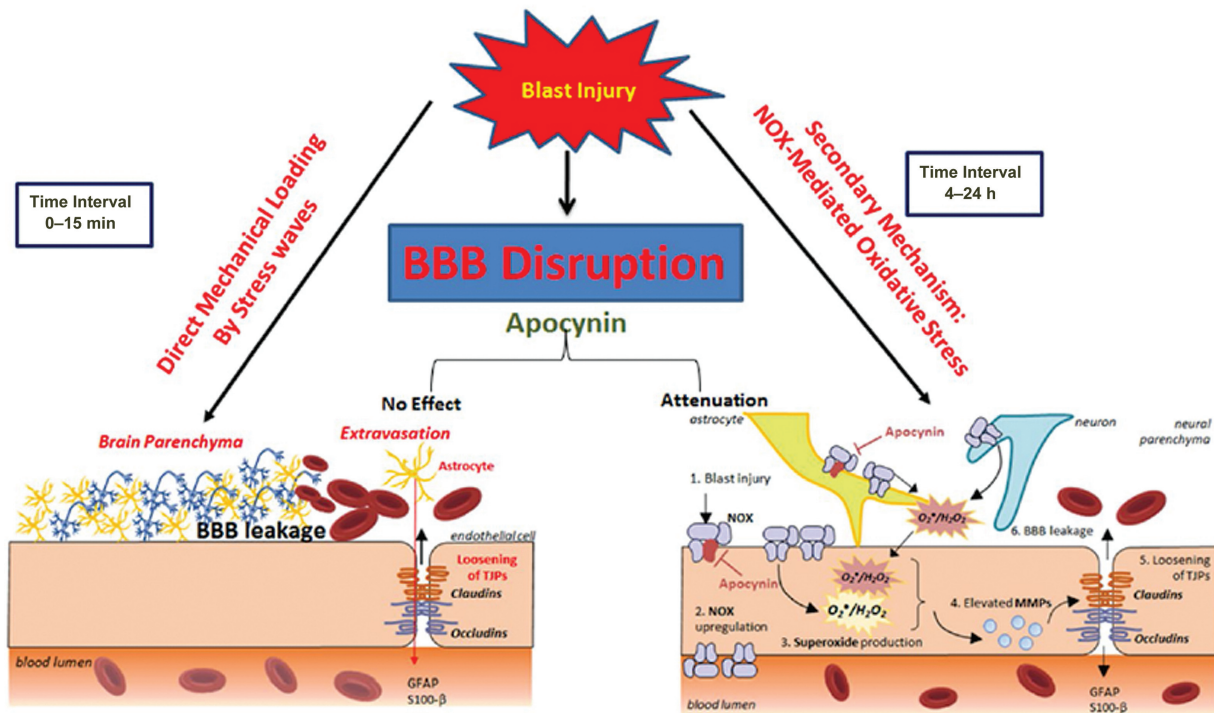 Blast Injury
Time Interval
0–15 min
Direct Mechanical Loading
By Stress waves
Secondary Mechanism:
NOX-Mediated Oxidative Stress
Time Interval
4–24 h
BBB Disruption
Apocynin
No Effect
Attenuation
Brain Parenchyma
Extravasation
Astrocyte
BBB leakage
endothelial cell
Loosening
of TJPs
Claudins
Occludins
blood lumen
GFAP
S100-β
astrocyte
Apocynin
neuron
neural
parenchyma
1. Blast injury
NOX
O₂•/H₂O₂
6. BBB leakage
Apocynin
O₂•/H₂O₂
O₂•/H₂O₂
2. NOX
upregulation
3. Superoxide production
4. Elevated MMPs
5. Loosening
of TJPs
Claudins
Occludins
blood lumen
GFAP
S100-β